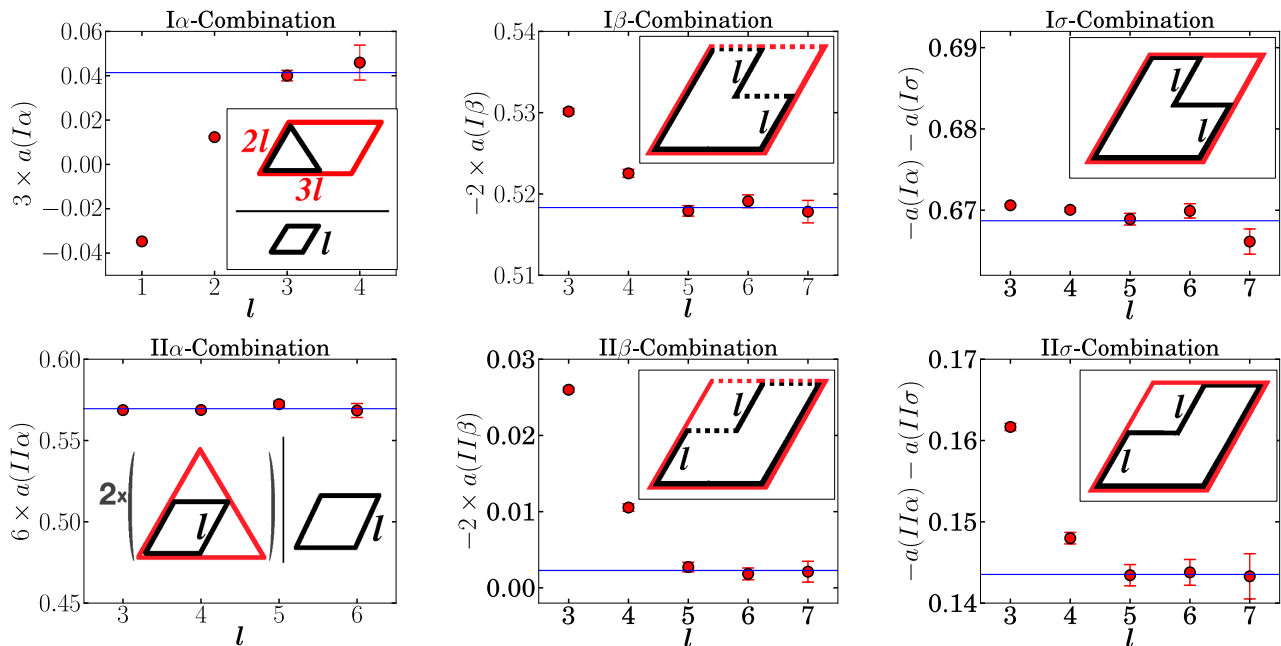 Iα-Combination
3 × a(Iα)
0.06
0.04
0.02
0.00
−0.02
−0.04
2l
3l
l
1 2 3 4
l
Iβ-Combination
−2 × a(Iβ)
0.54
0.53
0.52
0.51
l
l
3 4 5 6 7
l
Iσ-Combination
−a(Iα) − a(Iσ)
0.69
0.68
0.67
l
l
3 4 5 6 7
l
IIα-Combination
6 × a(IIα)
0.60
0.55
0.50
0.45
2×
l
l
3 4 5 6
l
IIβ-Combination
−2 × a(IIβ)
0.03
0.02
0.01
0.00
l
l
3 4 5 6 7
l
IIσ-Combination
−a(IIα) − a(IIσ)
0.17
0.16
0.15
0.14
l
l
3 4 5 6 7
l